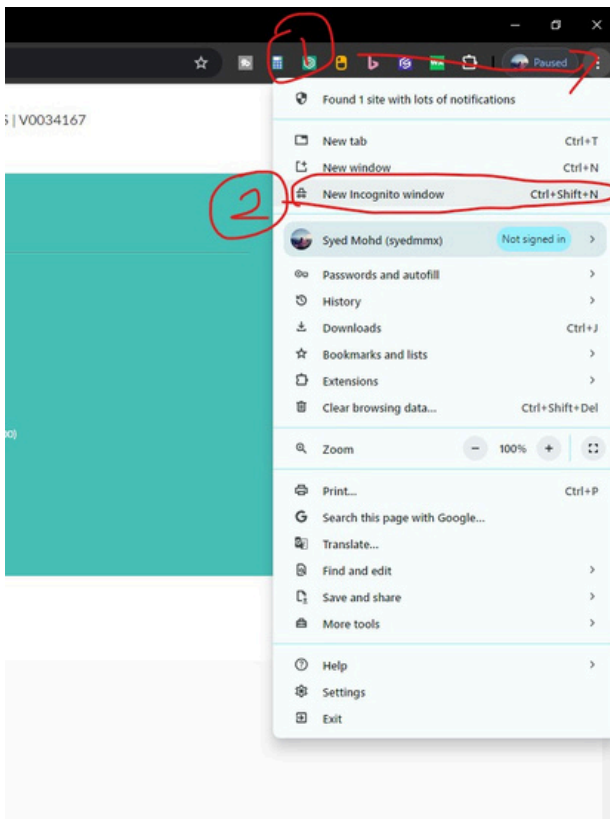 1
Paused
S | V0034167
Found 1 site with lots of notifications
New tab Ctrl+T
New window Ctrl+N
2
New Incognito window Ctrl+Shift+N
Syed Mohd (syedmmx) Not signed in
Passwords and autofill
History
Downloads Ctrl+J
Bookmarks and lists
Extensions
Clear browsing data... Ctrl+Shift+Del
00)
Zoom - 100% +
Print... Ctrl+P
G Search this page with Google...
Translate...
Find and edit
Save and share
More tools
Help
Settings
Exit